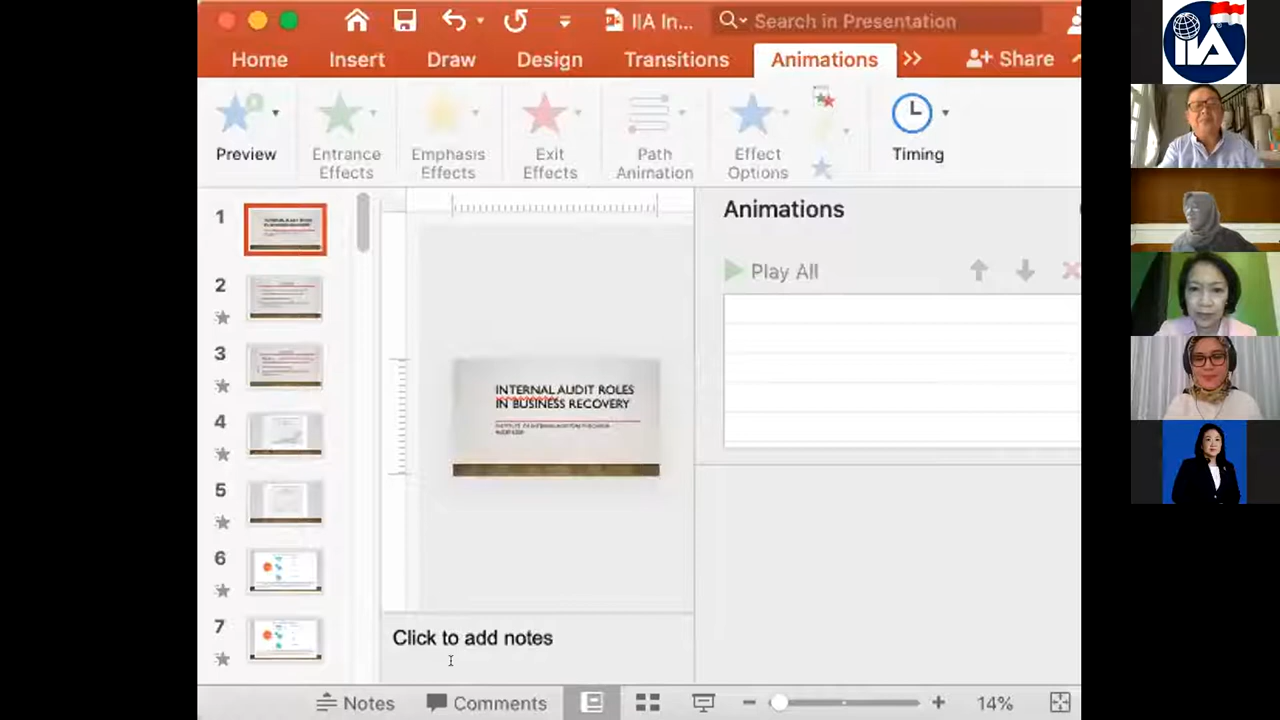 IIA In...
Search in Presentation
Home
Insert
Draw
Design
Transitions
Animations
Share
Preview
Entrance
Effects
Emphasis
Effects
Exit
Effects
Path
Animation
Effect
Options
Timing
1
2
3
4
5
6
7
INTERNAL AUDIT ROLES
IN BUSINESS RECOVERY
Click to add notes
Animations
Play All
Notes
Comments
14%
IIA